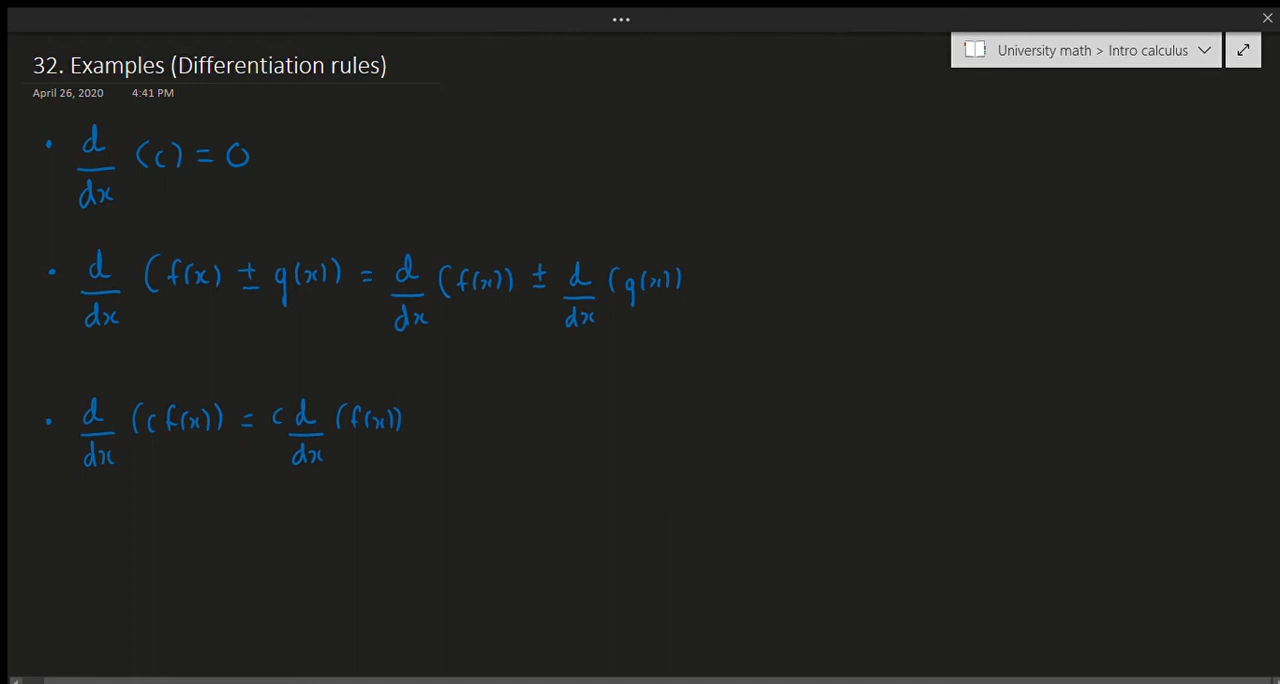 •••
University math > Intro calculus
32. Examples (Differentiation rules)
April 26, 2020 4:41 PM
• d/dx (c) = 0
• d/dx (f(x) ± g(x)) = d/dx (f(x)) ± d/dx (g(x))
• d/dx (c f(x)) = c d/dx (f(x))